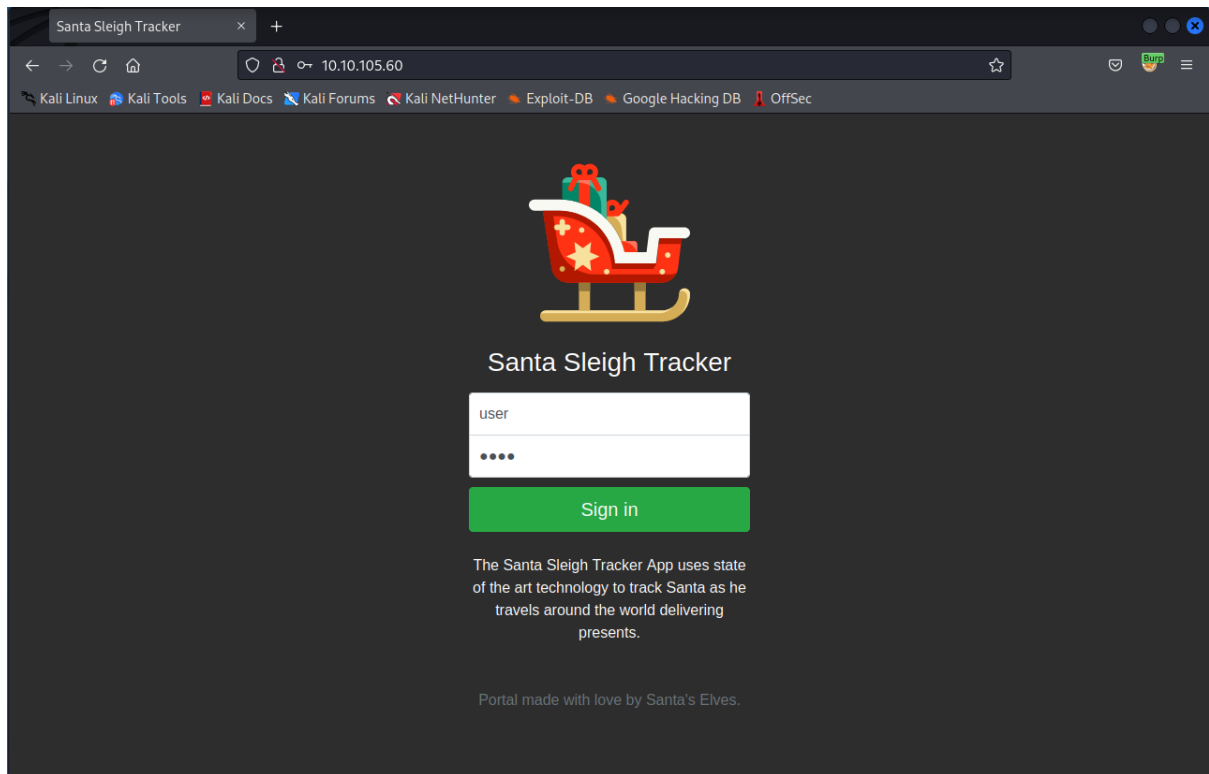 Santa Sleigh Tracker
10.10.105.60
Burp
Kali Linux Kali Tools Kali Docs Kali Forums Kali NetHunter Exploit-DB Google Hacking DB OffSec
Santa Sleigh Tracker
user
••••
Sign in
The Santa Sleigh Tracker App uses state
of the art technology to track Santa as he
travels around the world delivering
presents.
Portal made with love by Santa's Elves.